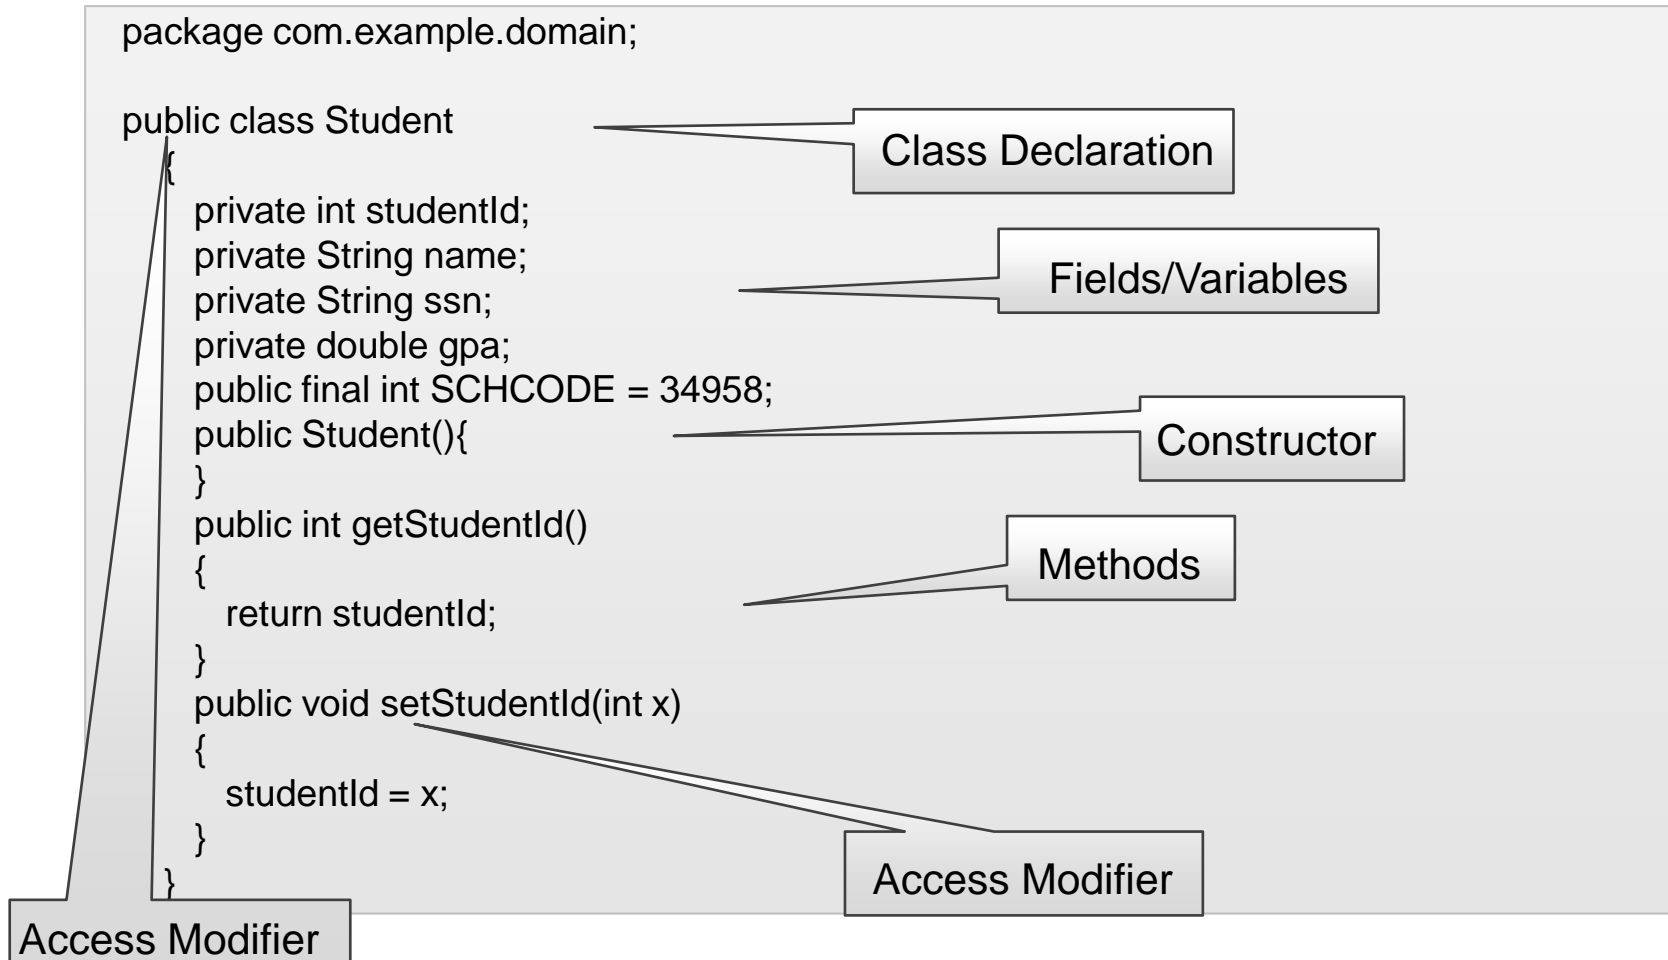 package com.example.domain;
public class Student
Class Declaration
{
private int studentId;
private String name;
Fields/Variables
private String ssn;
private double gpa;
public final int SCHCODE = 34958;
public Student(){
Constructor
}
public int getStudentId()
{
Methods
return studentId;
}
public void setStudentId(int x)
{
studentId = x;
}
Access Modifier
}
Access Modifier